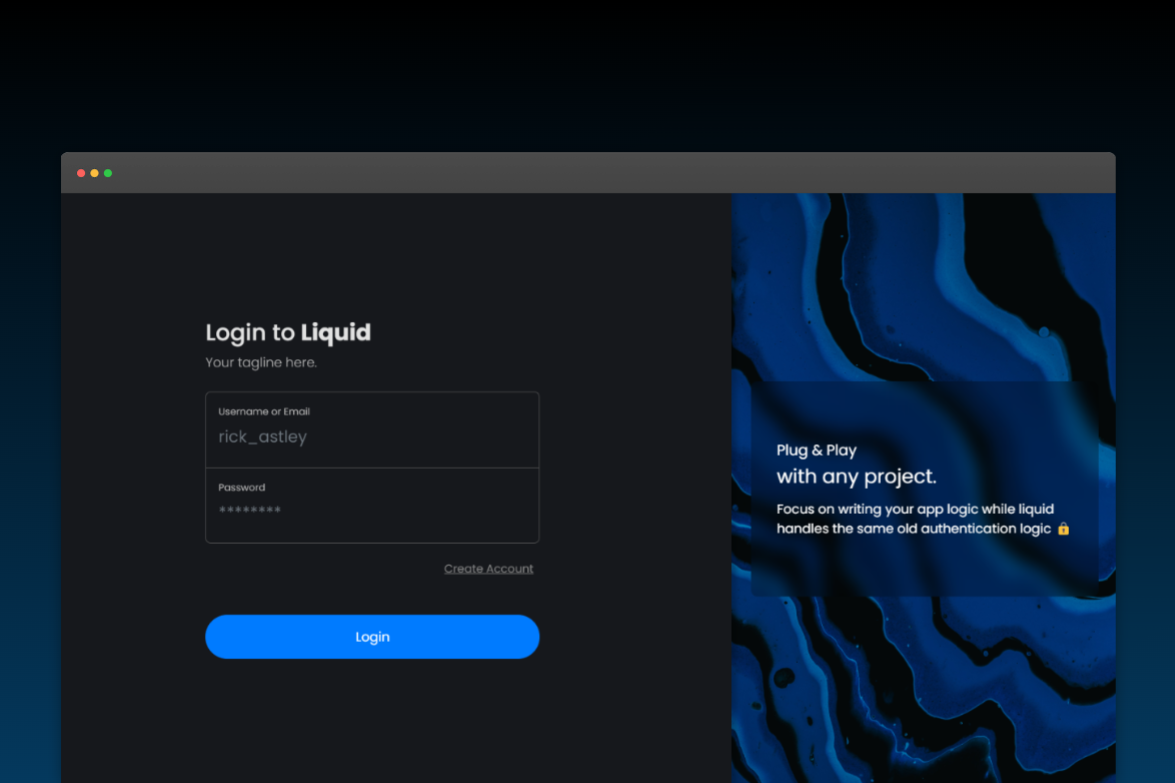 Login to Liquid
Your tagline here.
Username or Email
rick_astley
Password
********
Create Account
Login
Plug & Play
with any project.
Focus on writing your app logic while liquid
handles the same old authentication logic 🔒